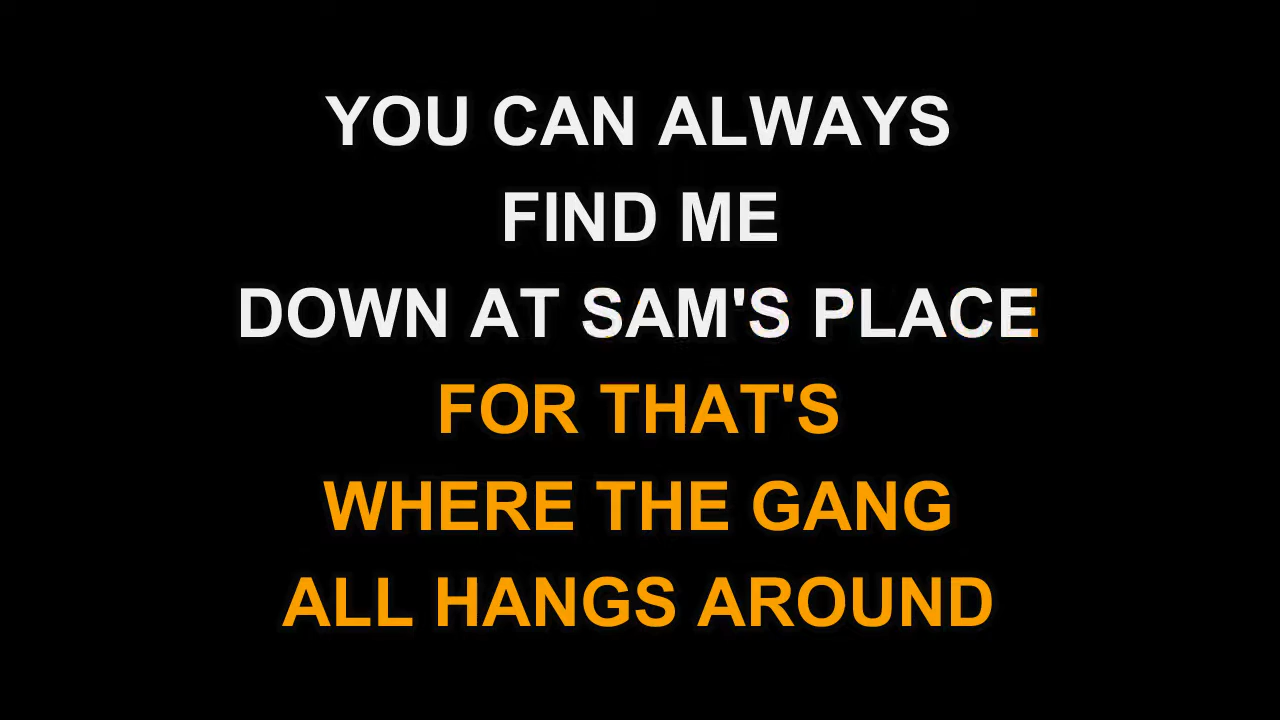 YOU CAN ALWAYS
FIND ME
DOWN AT SAM'S PLACE
FOR THAT'S
WHERE THE GANG
ALL HANGS AROUND